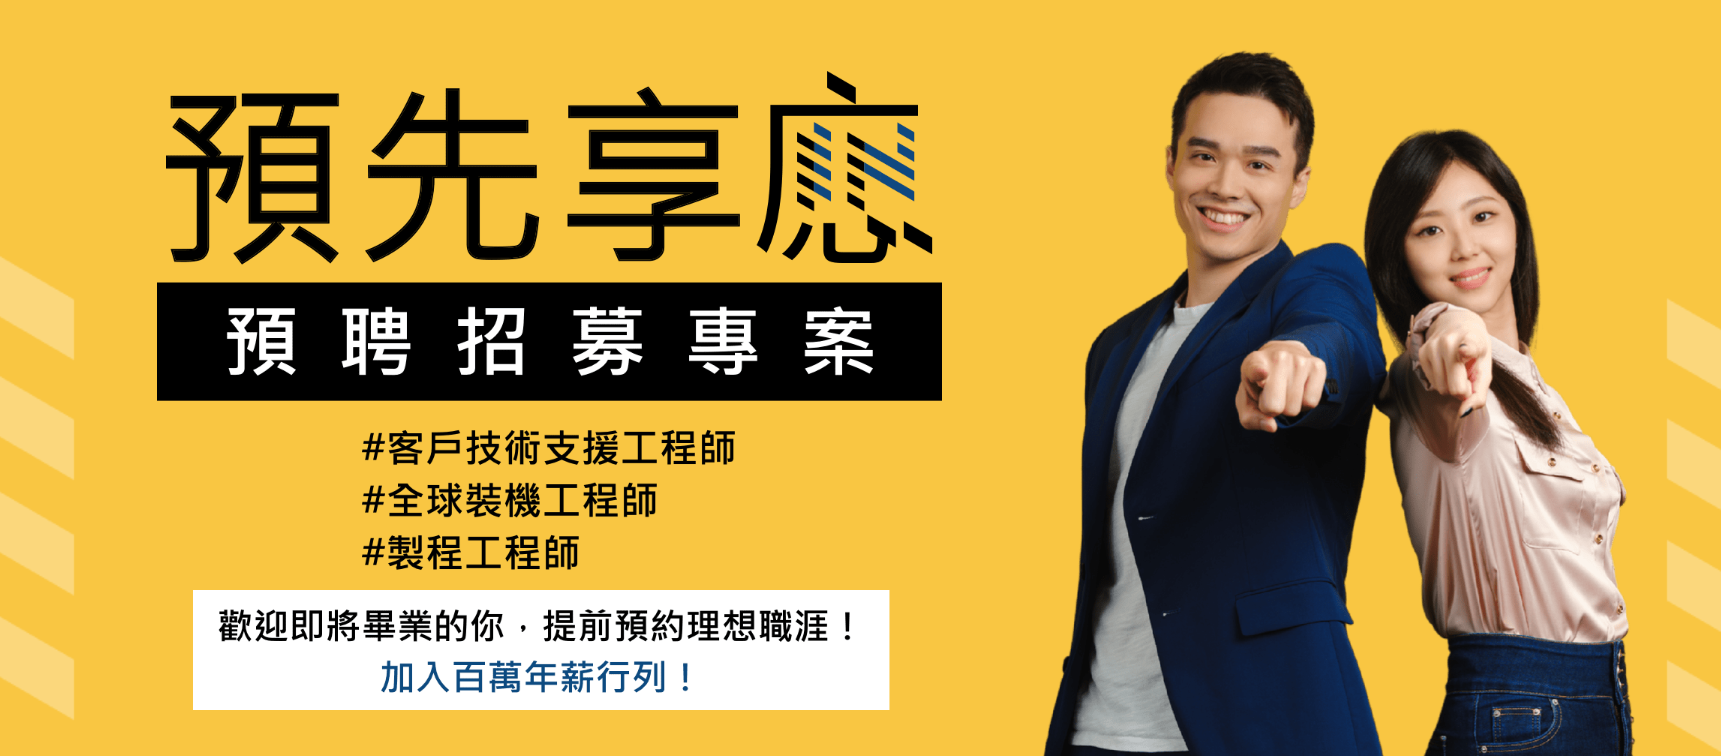 預先享應
預聘招募專案
#客戶技術支援工程師
#全球裝機工程師
#製程工程師
歡迎即將畢業的你，提前預約理想職涯！
加入百萬年薪行列！